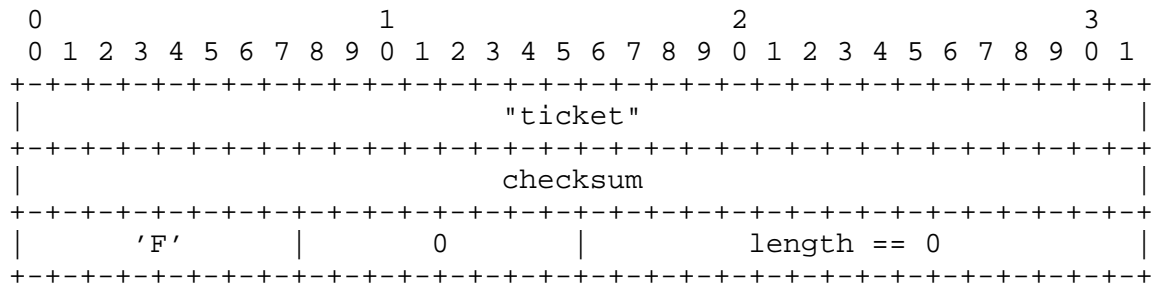 0                   1                   2                   3
 0 1 2 3 4 5 6 7 8 9 0 1 2 3 4 5 6 7 8 9 0 1 2 3 4 5 6 7 8 9 0 1
+-+-+-+-+-+-+-+-+-+-+-+-+-+-+-+-+-+-+-+-+-+-+-+-+-+-+-+-+-+-+-+-+
|                           "ticket"                            |
+-+-+-+-+-+-+-+-+-+-+-+-+-+-+-+-+-+-+-+-+-+-+-+-+-+-+-+-+-+-+-+-+
|                           checksum                            |
+-+-+-+-+-+-+-+-+-+-+-+-+-+-+-+-+-+-+-+-+-+-+-+-+-+-+-+-+-+-+-+-+
|      ’F’      |       0       |         length == 0           |
+-+-+-+-+-+-+-+-+-+-+-+-+-+-+-+-+-+-+-+-+-+-+-+-+-+-+-+-+-+-+-+-+